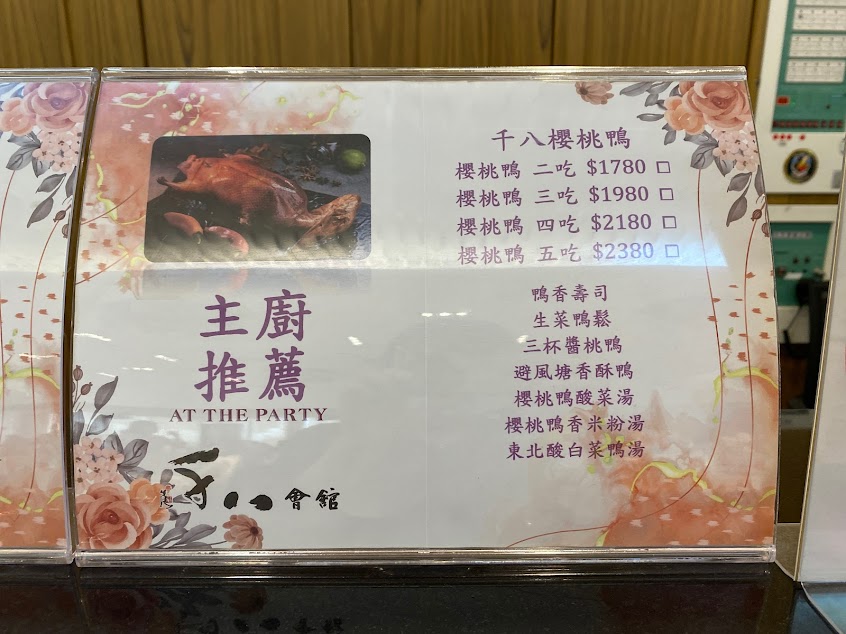 主廚
推薦
AT THE PARTY
八會館
千八櫻桃鴨
櫻桃鴨 二吃 $1780 □
櫻桃鴨 三吃 $1980 □
櫻桃鴨 四吃 $2180 □
櫻桃鴨 五吃 $2380 □
鴨香壽司
生菜鴨鬆
三杯醬桃鴨
避風塘香酥鴨
櫻桃鴨酸菜湯
櫻桃鴨香米粉湯
東北酸白菜鴨湯